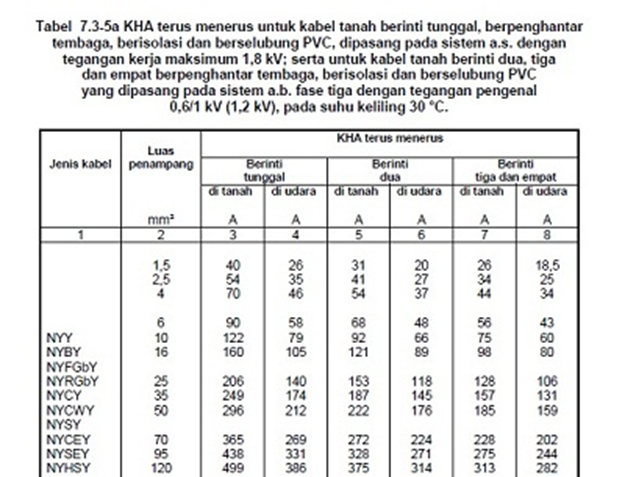 Tabel 7.3-5a KHA terus menerus untuk kabel tanah berinti tunggal, berpenghantar
tembaga, berisolasi dan berselubung PVC, dipasang pada sistem a.s. dengan
tegangan kerja maksimum 1,8 kV; serta untuk kabel tanah berinti dua, tiga
dan empat berpenghantar tembaga, berisolasi dan berselubung PVC
yang dipasang pada sistem a.b. fase tiga dengan tegangan pengenal
0,6/1 kV (1,2 kV), pada suhu keliling 30 °C.
KHA terus menerus
Jenis kabel Luas penampang Berinti tunggal Berinti dua Berinti tiga dan empat
di tanah di udara di tanah di udara di tanah di udara
mm² A A A A A A
1 2 3 4 5 6 7 8
1,5 40 26 31 20 26 18,5
2,5 54 35 41 27 34 25
4 70 46 54 37 44 34
6 90 58 68 48 56 43
NYY 10 122 79 92 66 75 60
NYBY 16 160 105 121 89 98 80
NYFGbY
NYRGbY 25 206 140 153 118 128 106
NYCY 35 249 174 187 145 157 131
NYCWY 50 296 212 222 176 185 159
NYSY
NYCEY 70 365 269 272 224 228 202
NYSEY 95 438 331 328 271 275 244
NYHSY 120 499 386 375 314 313 282